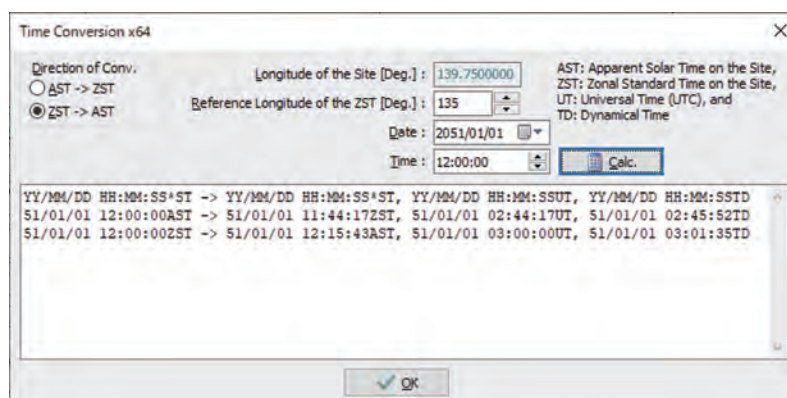 Time Conversion x64
Direction of Conv.
AST -> ZST
ZST -> AST
Longitude of the Site [Deg.] : 139.7500000
Reference Longitude of the ZST [Deg.] : 135
Date : 2051/01/01
Time : 12:00:00
AST: Apparent Solar Time on the Site,
ZST: Zonal Standard Time on the Site,
UT: Universal Time (UTC), and
TD: Dynamical Time
Calc.
YY/MM/DD HH:MM:SS*ST -> YY/MM/DD HH:MM:SS*ST, YY/MM/DD HH:MM:SSUT, YY/MM/DD HH:MM:SSTD
51/01/01 12:00:00AST -> 51/01/01 11:44:17ZST, 51/01/01 02:44:17UT, 51/01/01 02:45:52TD
51/01/01 12:00:00ZST -> 51/01/01 12:15:43AST, 51/01/01 03:00:00UT, 51/01/01 03:01:35TD
OK